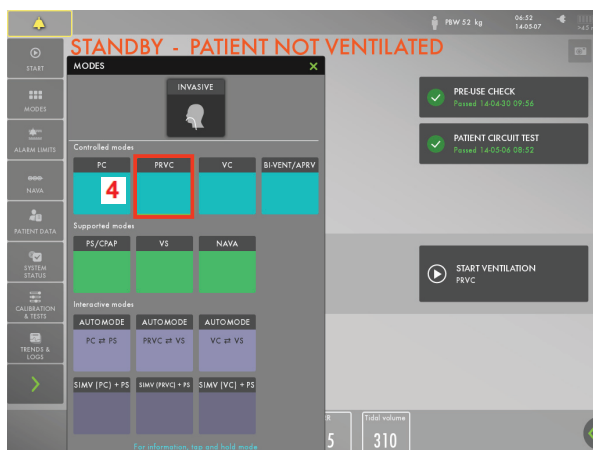 PBW 52 kg
06:52
14-05-07
STANDBY - PATIENT NOT VENTILATED
START
MODES
ALARM LIMITS
NAVA
PATIENT DATA
SYSTEM
STATUS
CALIBRATION
& TESTS
TRENDS &
LOGS
MODES
INVASIVE
Controlled modes
PC PRVC VC BI-VENT/APRV
4
Supported modes
PS/CPAP VS NAVA
Interactive modes
AUTOMODE AUTOMODE AUTOMODE
PC ⇄ PS PRVC ⇄ VS VC ⇄ VS
SIMV (PC) + PS SIMV (PRVC) + PS SIMV (VC) + PS
For information, tap and hold mode
PRE-USE CHECK
Passed 14-04-30 09:56
PATIENT CIRCUIT TEST
Passed 14-05-06 08:52
START VENTILATION
PRVC
Tidal volume
5 310